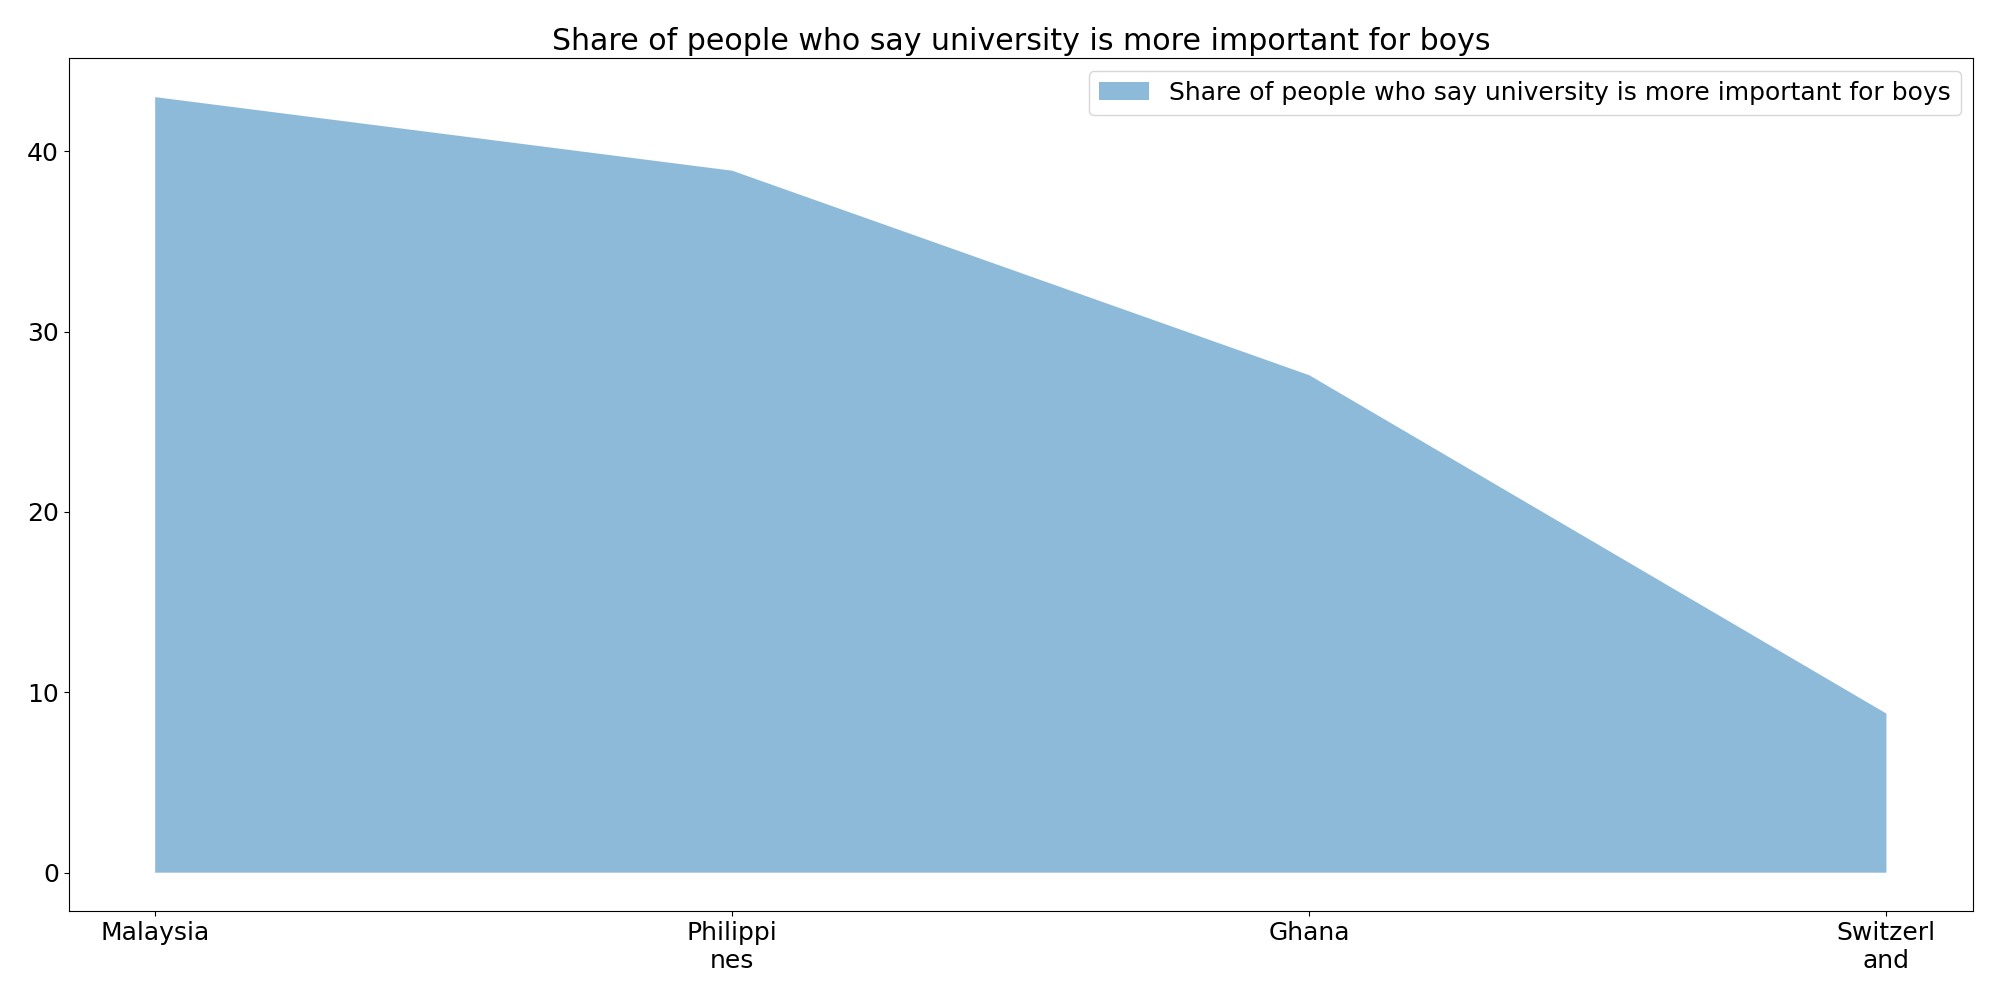 Share of people who say university is more important for boys
Share of people who say university is more important for boys
40
30
20
10
0
Malaysia
Philippi
nes
Ghana
Switzerl
and